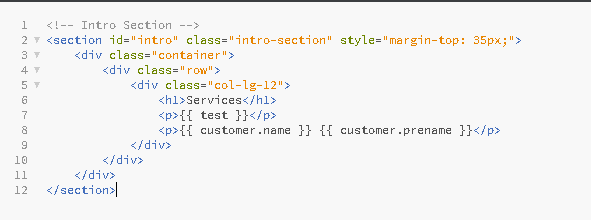 1 <!-- Intro Section -->
2 <section id="intro" class="intro-section" style="margin-top: 35px;">
3     <div class="container">
4         <div class="row">
5             <div class="col-lg-12">
6                 <h1>Services</h1>
7                 <p>{{ test }}</p>
8                 <p>{{ customer.name }} {{ customer.prename }}</p>
9             </div>
10         </div>
11     </div>
12 </section>